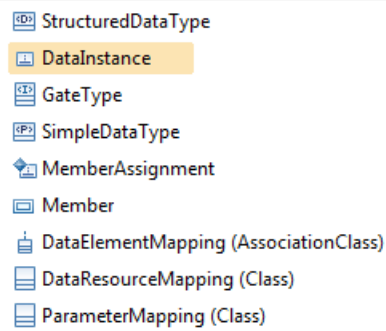 StructuredDataType
DataInstance
GateType
SimpleDataType
MemberAssignment
Member
DataElementMapping (AssociationClass)
DataResourceMapping (Class)
ParameterMapping (Class)